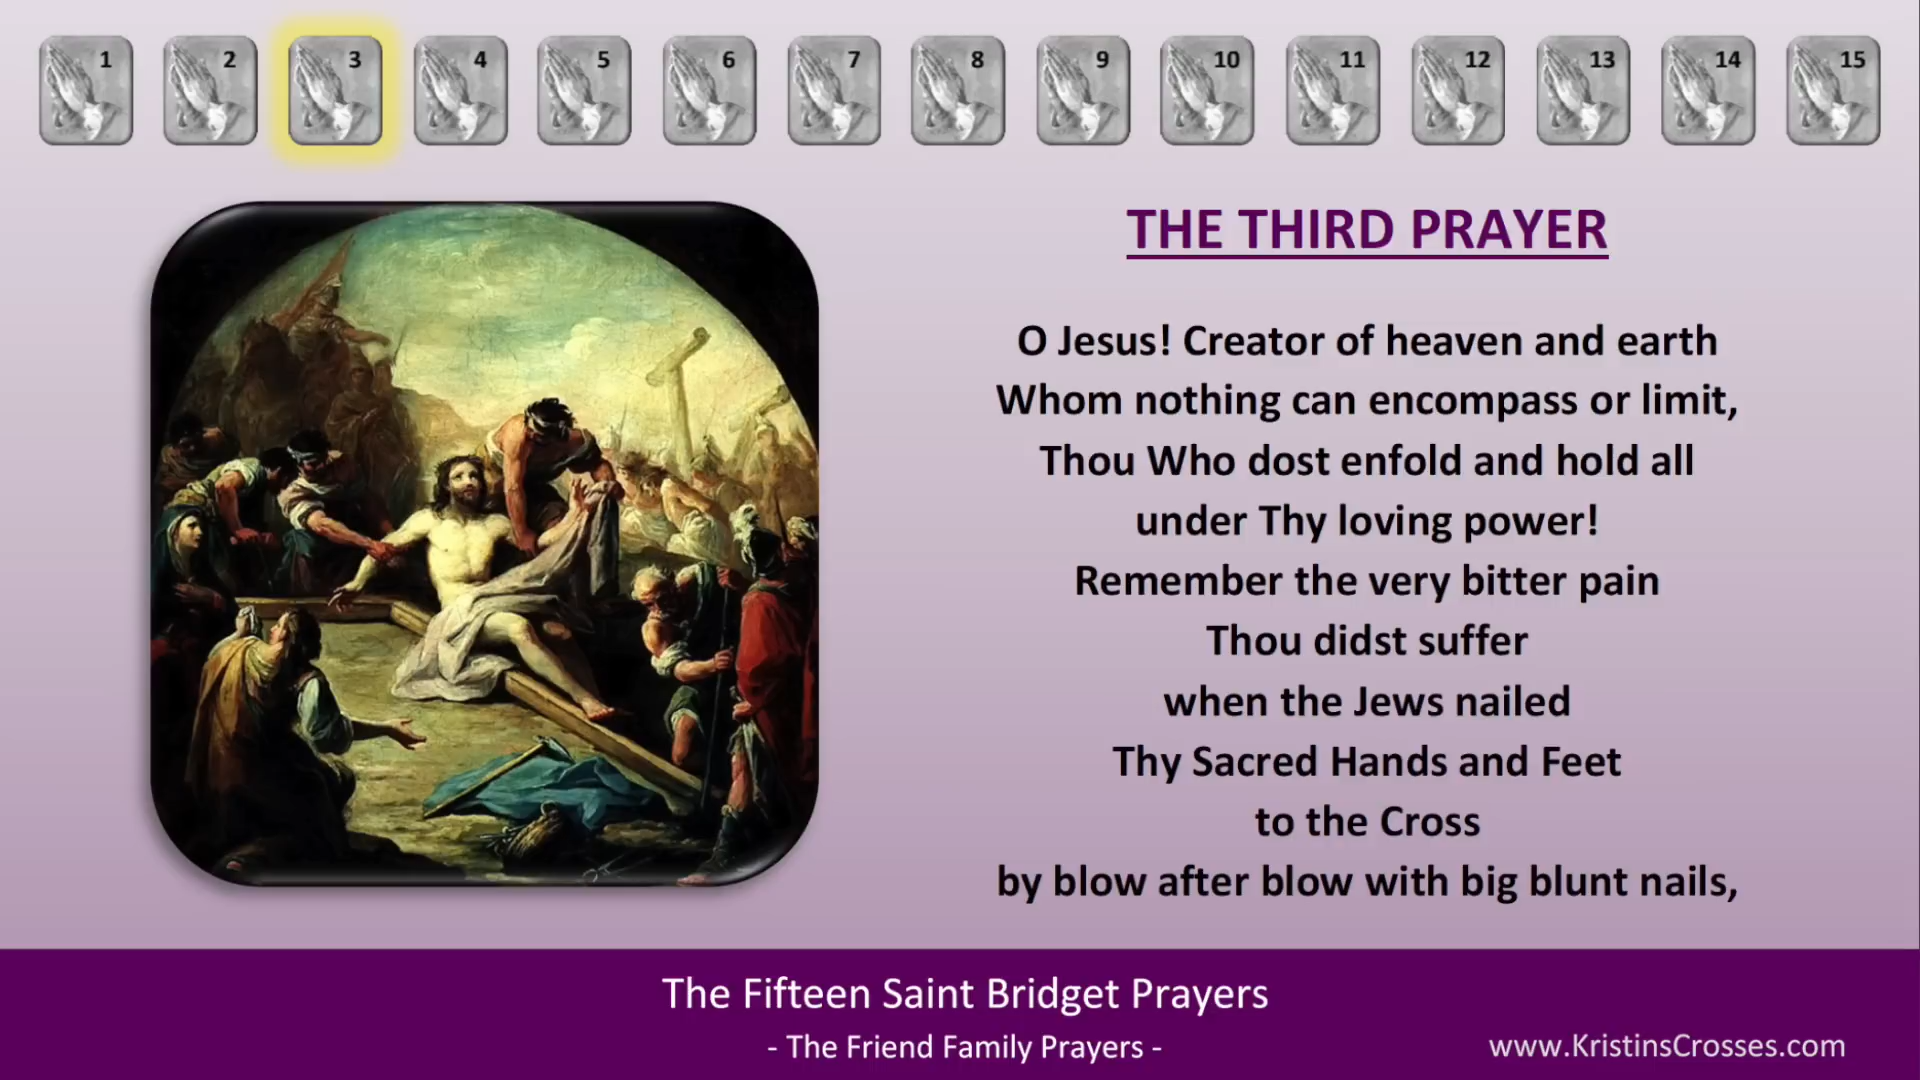 1 2 3 4 5 6 7 8 9 10 11 12 13 14 15
THE THIRD PRAYER
O Jesus! Creator of heaven and earth
Whom nothing can encompass or limit,
Thou Who dost enfold and hold all
under Thy loving power!
Remember the very bitter pain
Thou didst suffer
when the Jews nailed
Thy Sacred Hands and Feet
to the Cross
by blow after blow with big blunt nails,
The Fifteen Saint Bridget Prayers
- The Friend Family Prayers -
www.KristinsCrosses.com